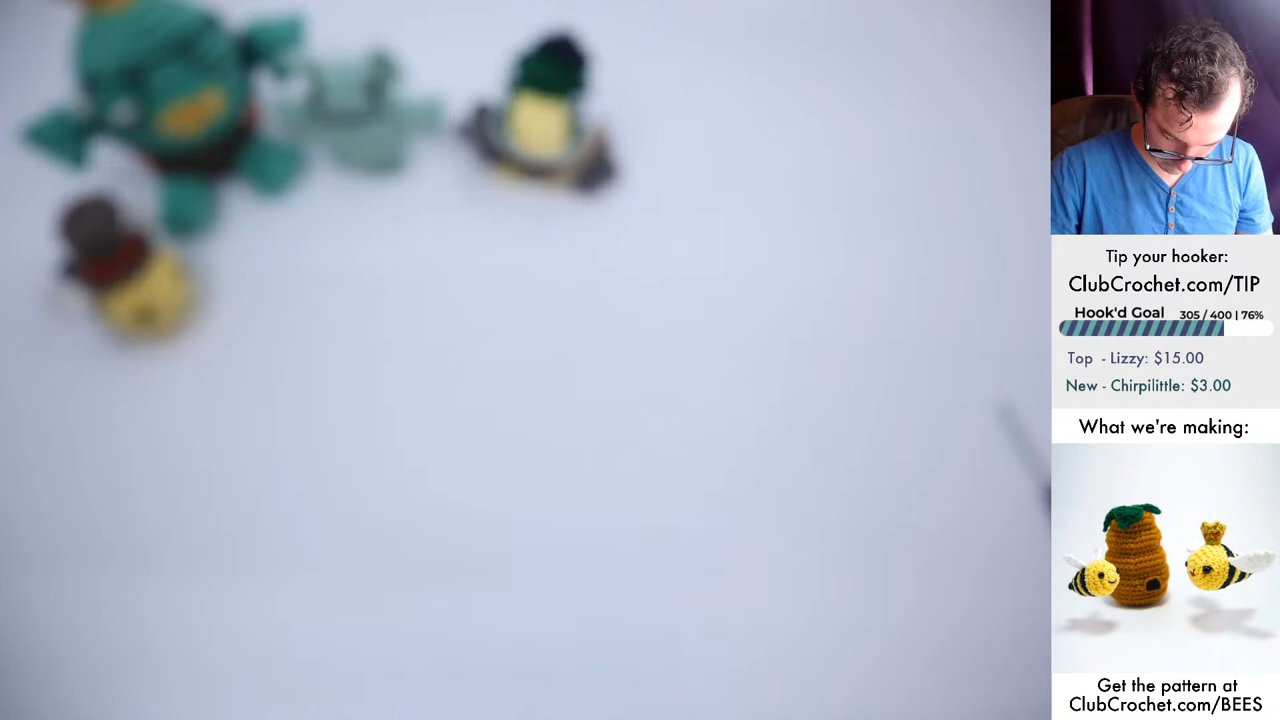 Tip your hooker:
ClubCrochet.com/TIP
Hook'd Goal 305 / 400 | 76%
Top - Lizzy: $15.00
New - Chirpilittle: $3.00
What we're making:
Get the pattern at
ClubCrochet.com/BEES